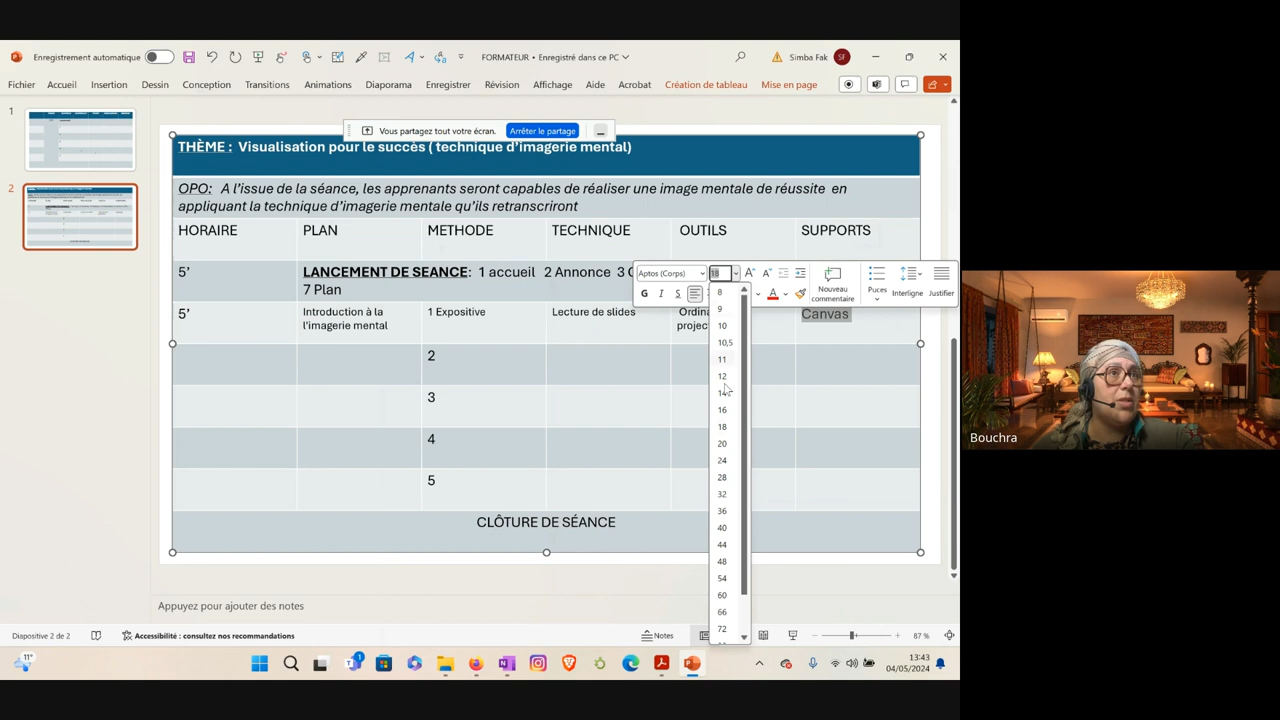 Enregistrement automatique
FORMATEUR • Enregistré dans ce PC
Simba Fak
SF
Fichier
Accueil
Insertion
Dessin
Conception
Transitions
Animations
Diaporama
Enregistrer
Révision
Affichage
Aide
Acrobat
Création de tableau
Mise en page
1
2
Vous partagez tout votre écran.
Arrêter le partage
THÈME : Visualisation pour le succès ( technique d'imagerie mental)
OPO: A l'issue de la séance, les apprenants seront capables de réaliser une image mentale de réussite en
appliquant la technique d'imagerie mentale qu'ils retranscriront
HORAIRE
PLAN
METHODE
TECHNIQUE
OUTILS
SUPPORTS
5'
LANCEMENT DE SEANCE: 1 accueil 2 Annonce 3
7 Plan
5'
Introduction à la
l'imagerie mental
1 Expositive
Lecture de slides
Canvas
2
3
4
5
CLÔTURE DE SÉANCE
Aptos (Corps)
18
G
I
S
A
Nouveau
commentaire
Puces
Interligne
Justifier
8
9
10
10,5
11
12
14
16
18
20
24
28
32
36
40
44
48
54
60
66
72
Appuyez pour ajouter des notes
Diapositive 2 de 2
Accessibilité : consultez nos recommandations
Notes
87 %
11°
13:43
04/05/2024
Bouchra